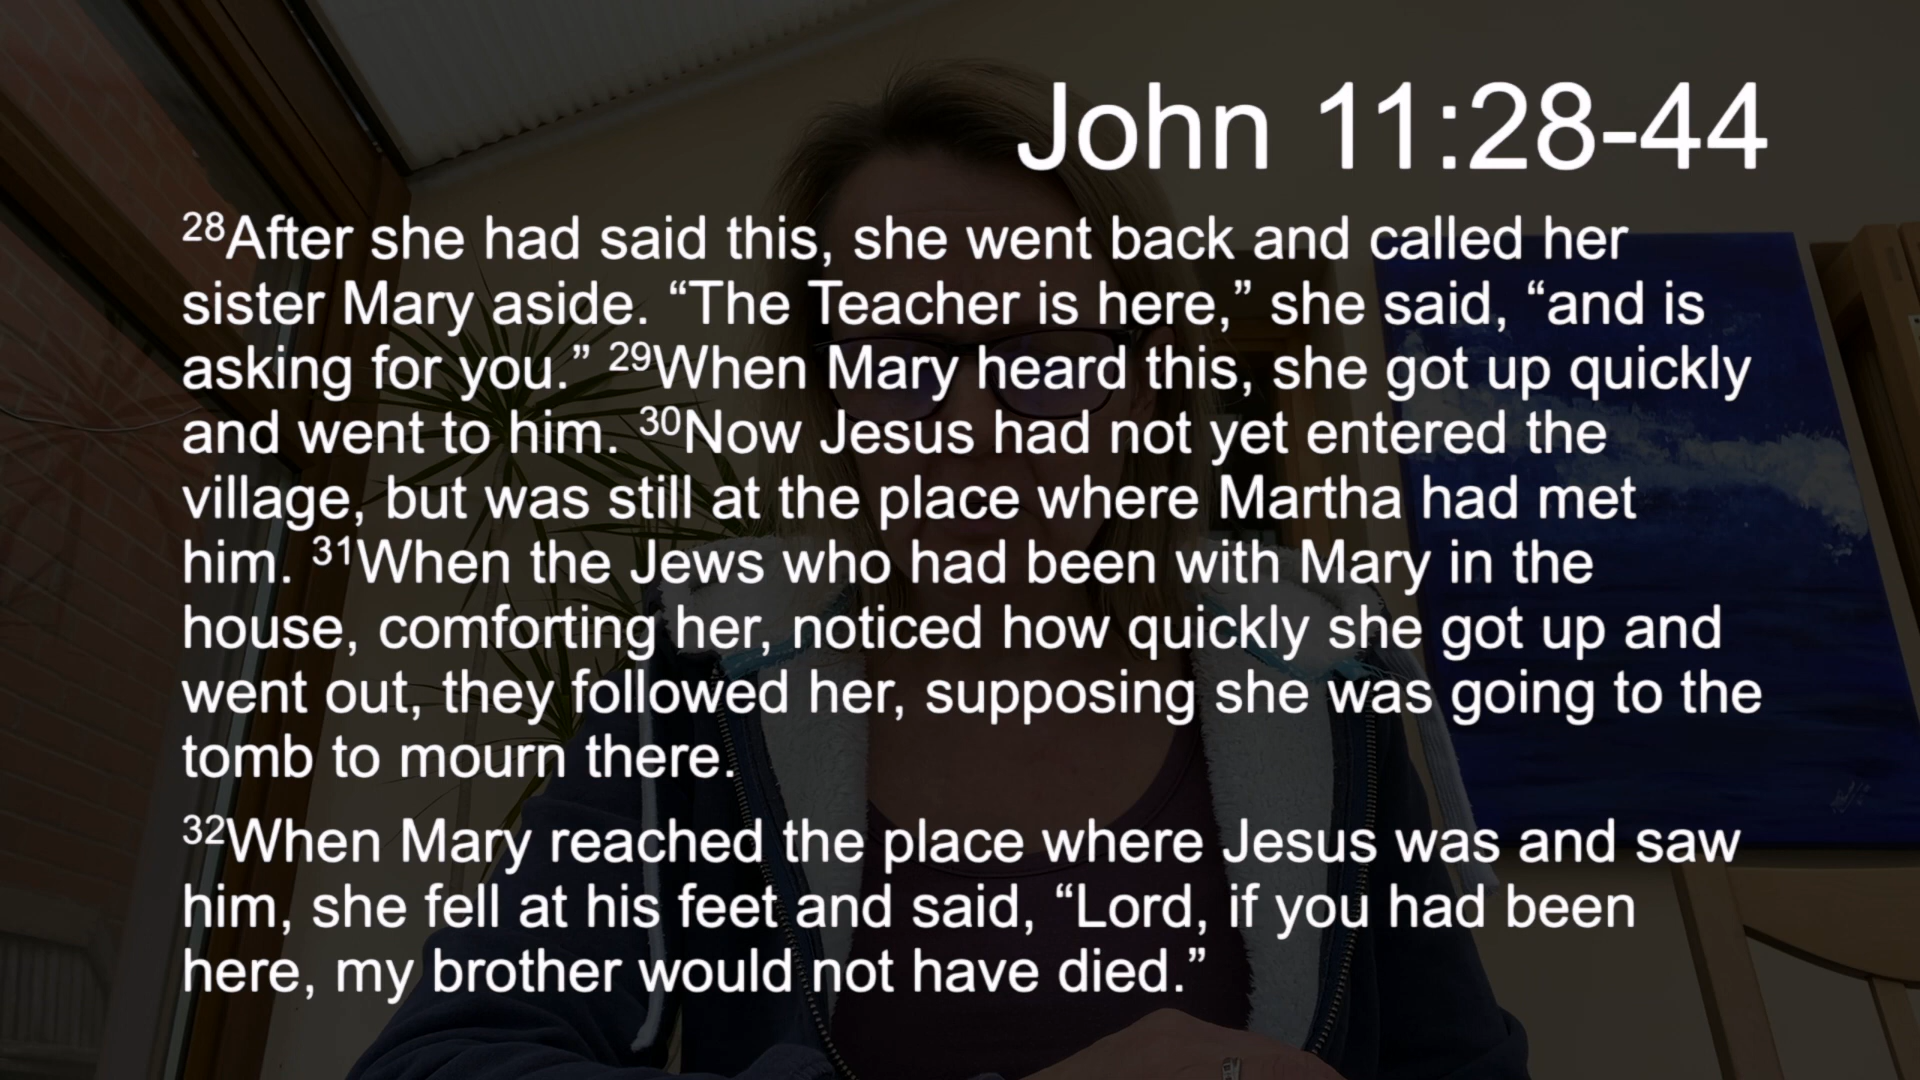 John 11:28-44
28After she had said this, she went back and called her
sister Mary aside. “The Teacher is here,” she said, “and is
asking for you.” 29When Mary heard this, she got up quickly
and went to him. 30Now Jesus had not yet entered the
village, but was still at the place where Martha had met
him. 31When the Jews who had been with Mary in the
house, comforting her, noticed how quickly she got up and
went out, they followed her, supposing she was going to the
tomb to mourn there.
32When Mary reached the place where Jesus was and saw
him, she fell at his feet and said, “Lord, if you had been
here, my brother would not have died.”